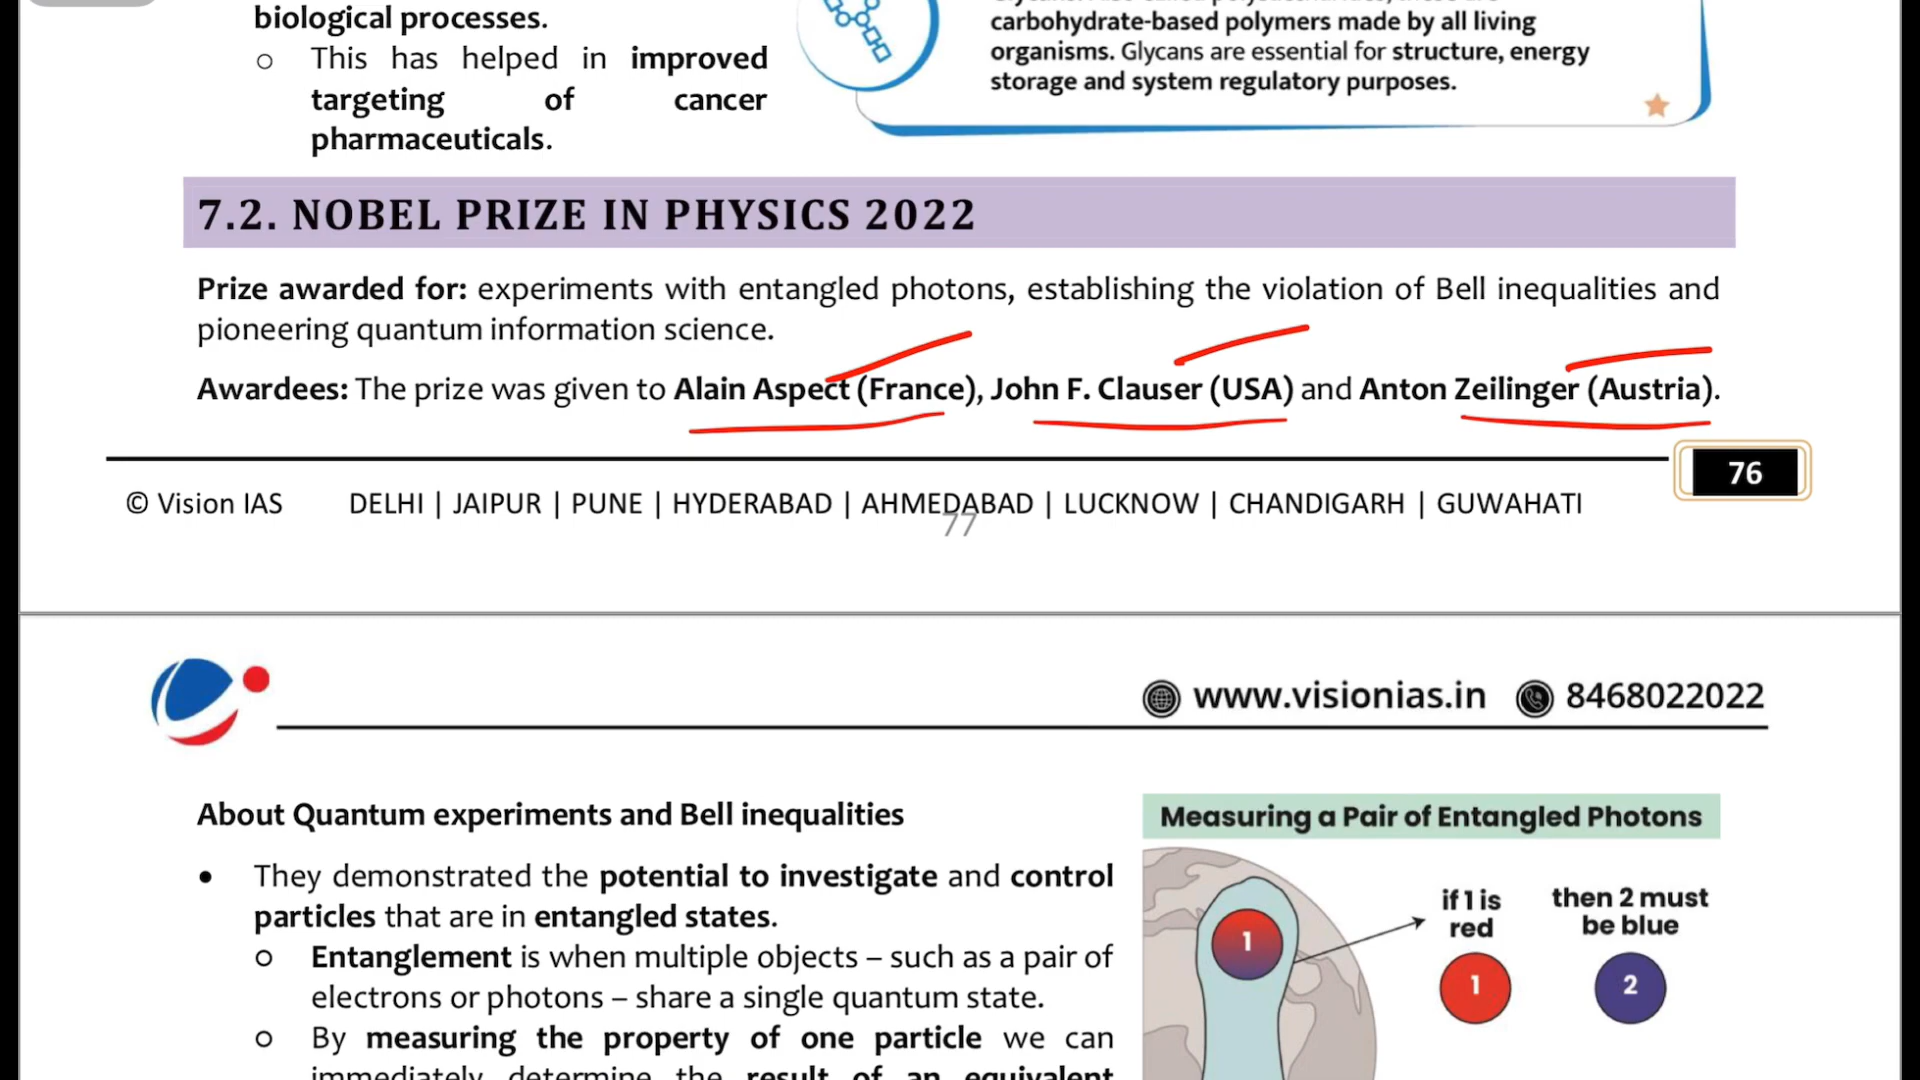 biological processes.
○ This has helped in improved
targeting of cancer
pharmaceuticals.
carbohydrate-based polymers made by all living
organisms. Glycans are essential for structure, energy
storage and system regulatory purposes.
7.2. NOBEL PRIZE IN PHYSICS 2022
Prize awarded for: experiments with entangled photons, establishing the violation of Bell inequalities and
pioneering quantum information science.
Awardees: The prize was given to Alain Aspect (France), John F. Clauser (USA) and Anton Zeilinger (Austria).
76
© Vision IAS DELHI | JAIPUR | PUNE | HYDERABAD | AHMEDABAD | LUCKNOW | CHANDIGARH | GUWAHATI
77
www.visionias.in 8468022022
About Quantum experiments and Bell inequalities
• They demonstrated the potential to investigate and control
particles that are in entangled states.
○ Entanglement is when multiple objects – such as a pair of
electrons or photons – share a single quantum state.
○ By measuring the property of one particle we can
immediately determine the result of an equivalent
Measuring a Pair of Entangled Photons
if 1 is
red
then 2 must
be blue
1
1
2